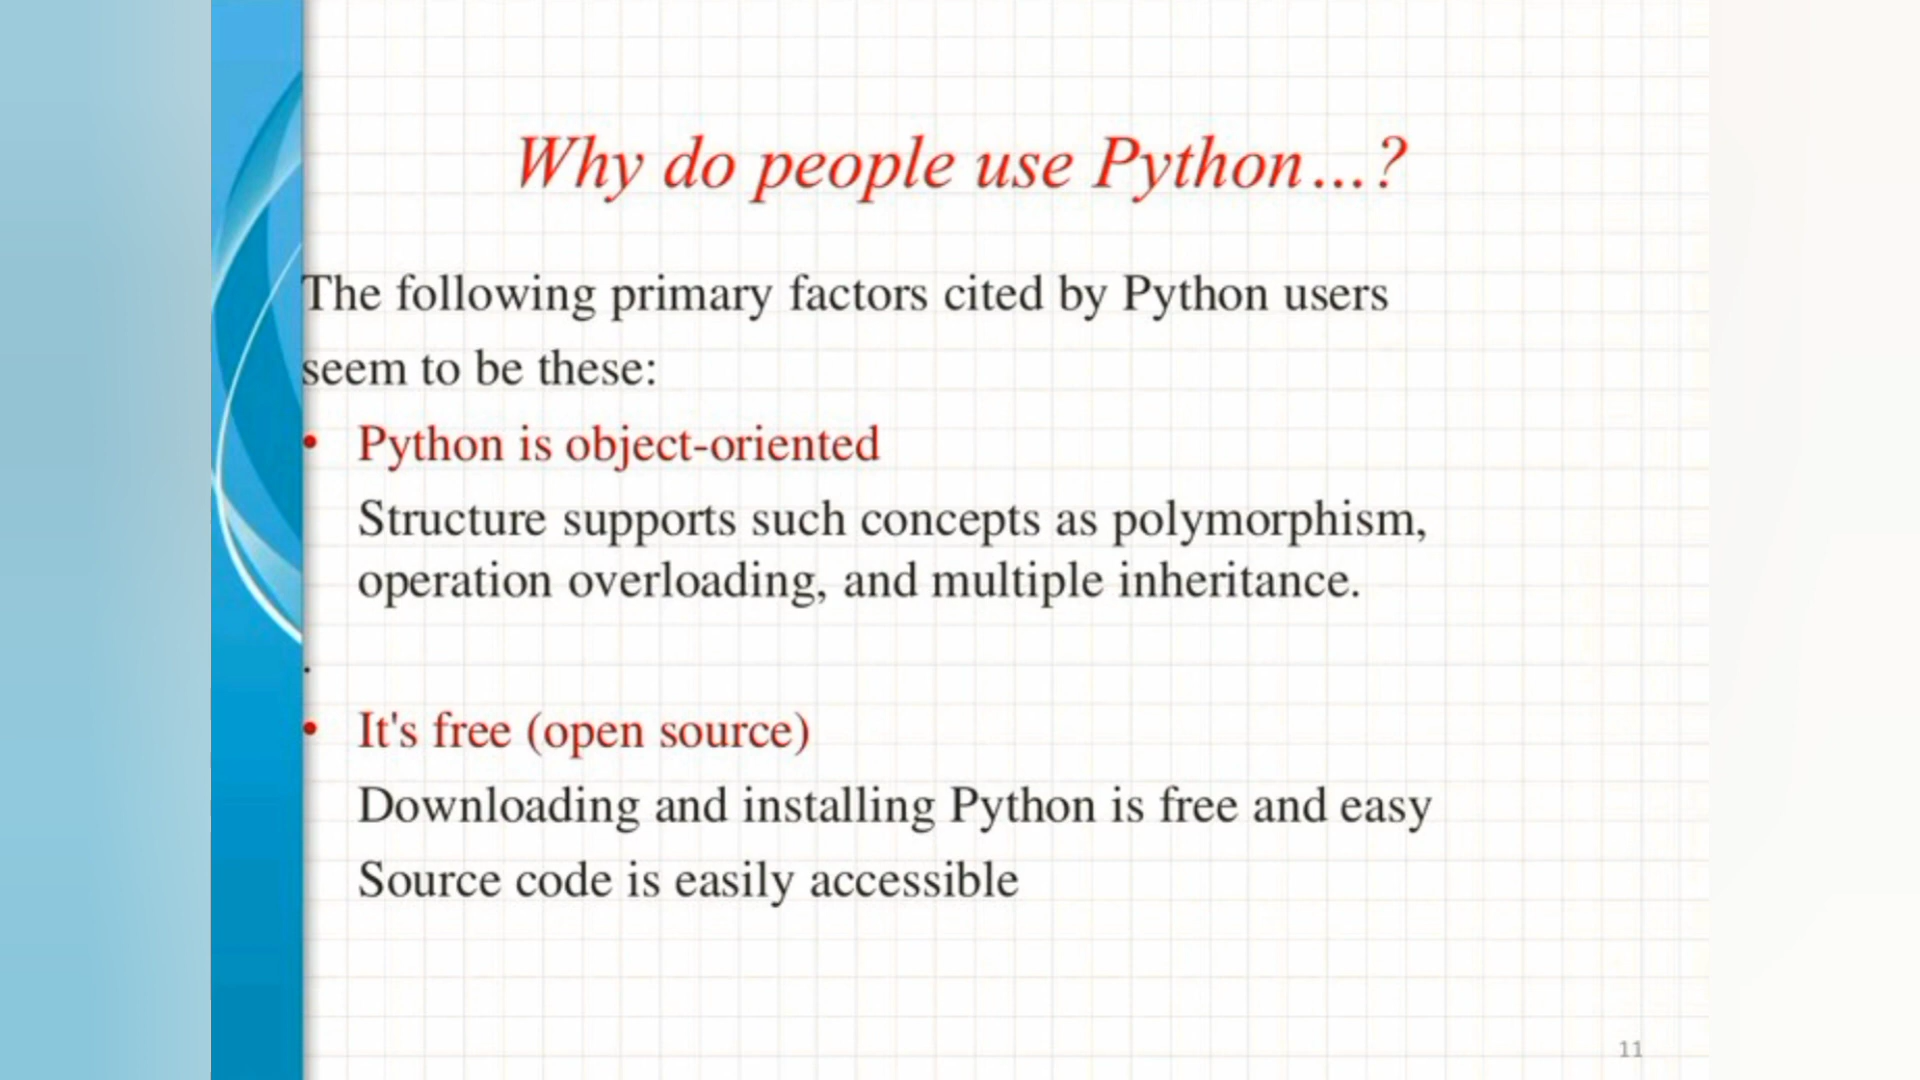 Why do people use Python...?
The following primary factors cited by Python users
seem to be these:
• Python is object-oriented
Structure supports such concepts as polymorphism,
operation overloading, and multiple inheritance.
.
• It's free (open source)
Downloading and installing Python is free and easy
Source code is easily accessible
11